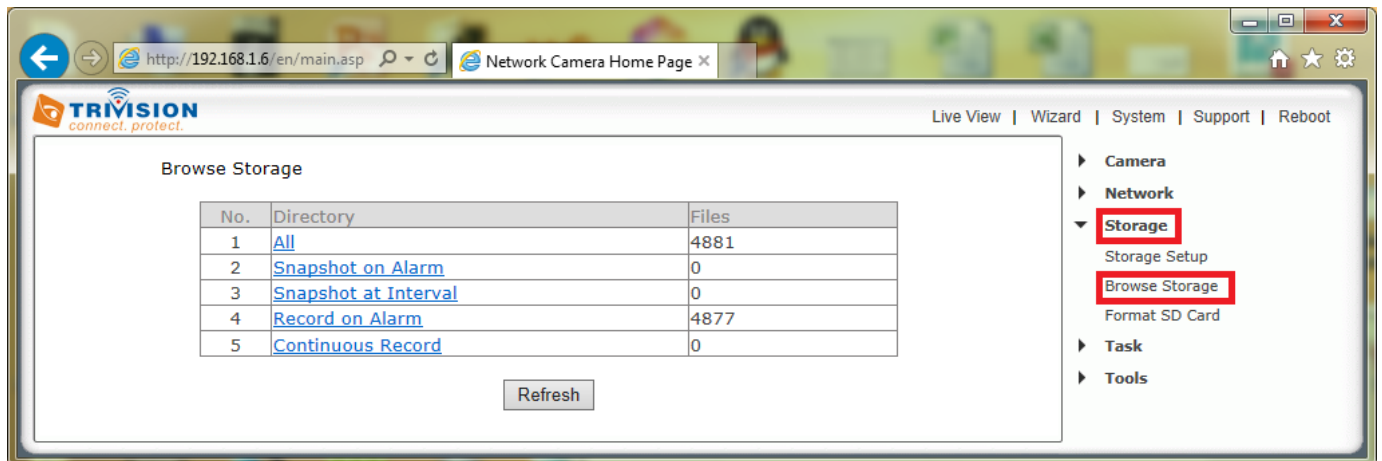 http://192.168.1.6/en/main.asp
Network Camera Home Page
TRIVISION
connect. protect.
Live View | Wizard | System | Support | Reboot
Browse Storage
No. Directory Files
1 All 4881
2 Snapshot on Alarm 0
3 Snapshot at Interval 0
4 Record on Alarm 4877
5 Continuous Record 0
Refresh
Camera
Network
Storage
Storage Setup
Browse Storage
Format SD Card
Task
Tools